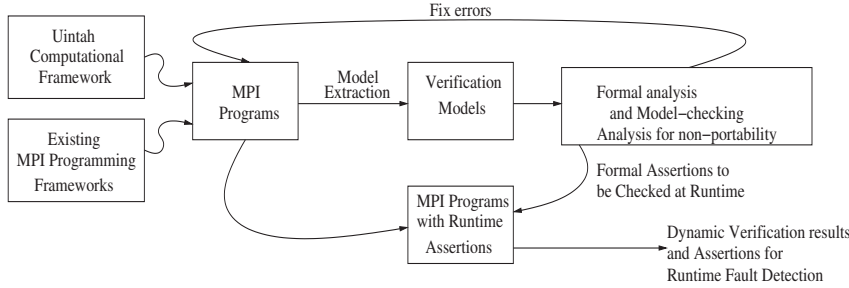 Fix errors
Uintah
Computational
Framework
MPI
Programs
Model
Extraction
Verification
Models
Formal analysis
and Model-checking
Analysis for non-portability
Existing
MPI Programming
Frameworks
Formal Assertions to
be Checked at Runtime
MPI Programs
with Runtime
Assertions
Dynamic Verification results
and Assertions for
Runtime Fault Detection